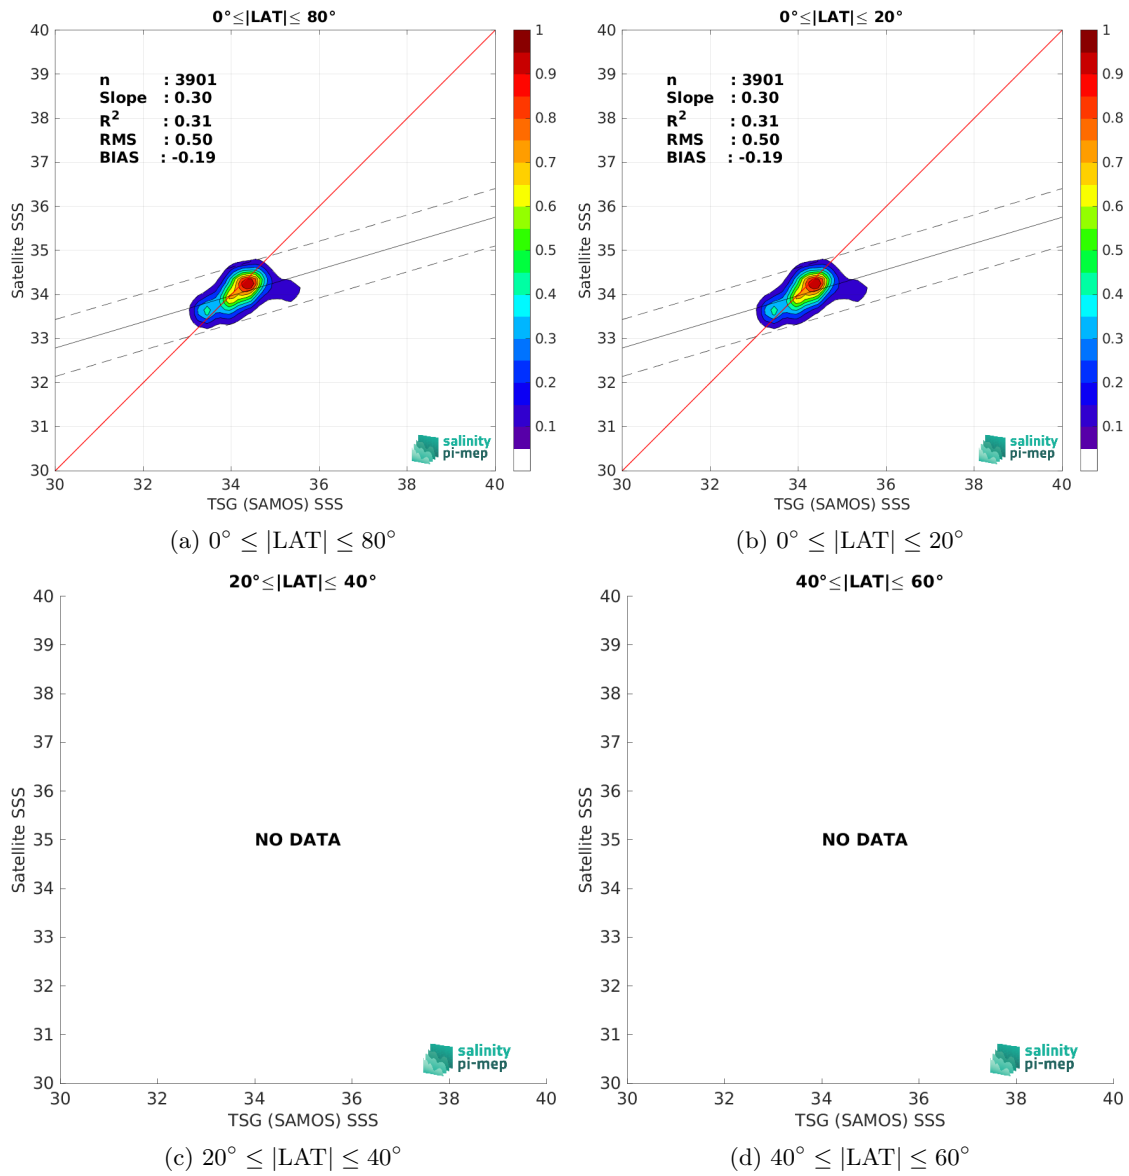 0°≤|LAT|≤ 80°
40
39
38
37
36
35
34
33
32
31
30
Satellite SSS
n : 3901
Slope : 0.30
R2 : 0.31
RMS : 0.50
BIAS : -0.19
1
0.9
0.8
0.7
0.6
0.5
0.4
0.3
0.2
0.1
salinity
pi-mep
30 32 34 36 38 40
TSG (SAMOS) SSS
(a) 0° ≤ |LAT| ≤ 80°
0°≤|LAT|≤ 20°
40
39
38
37
36
35
34
33
32
31
30
Satellite SSS
n : 3901
Slope : 0.30
R2 : 0.31
RMS : 0.50
BIAS : -0.19
1
0.9
0.8
0.7
0.6
0.5
0.4
0.3
0.2
0.1
salinity
pi-mep
30 32 34 36 38 40
TSG (SAMOS) SSS
(b) 0° ≤ |LAT| ≤ 20°
20°≤|LAT|≤ 40°
40
39
38
37
36
35
34
33
32
31
30
Satellite SSS
NO DATA
salinity
pi-mep
30 32 34 36 38 40
TSG (SAMOS) SSS
(c) 20° ≤ |LAT| ≤ 40°
40°≤|LAT|≤ 60°
40
39
38
37
36
35
34
33
32
31
30
Satellite SSS
NO DATA
salinity
pi-mep
30 32 34 36 38 40
TSG (SAMOS) SSS
(d) 40° ≤ |LAT| ≤ 60°